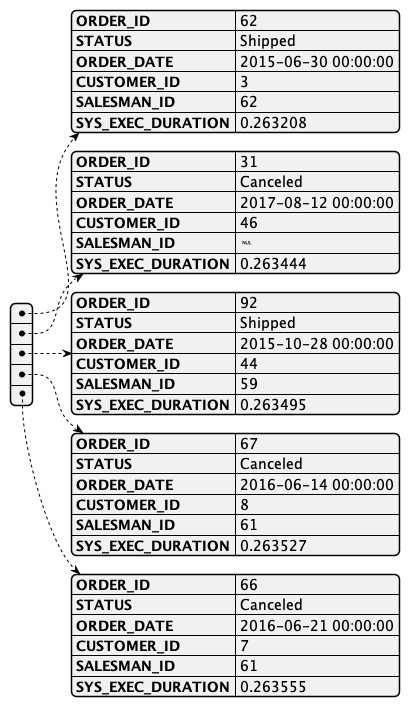 ORDER_ID 62
STATUS Shipped
ORDER_DATE 2015-06-30 00:00:00
CUSTOMER_ID 3
SALESMAN_ID 62
SYS_EXEC_DURATION 0.263208
ORDER_ID 31
STATUS Canceled
ORDER_DATE 2017-08-12 00:00:00
CUSTOMER_ID 46
SALESMAN_ID NUL
SYS_EXEC_DURATION 0.263444
ORDER_ID 92
STATUS Shipped
ORDER_DATE 2015-10-28 00:00:00
CUSTOMER_ID 44
SALESMAN_ID 59
SYS_EXEC_DURATION 0.263495
ORDER_ID 67
STATUS Canceled
ORDER_DATE 2016-06-14 00:00:00
CUSTOMER_ID 8
SALESMAN_ID 61
SYS_EXEC_DURATION 0.263527
ORDER_ID 66
STATUS Canceled
ORDER_DATE 2016-06-21 00:00:00
CUSTOMER_ID 7
SALESMAN_ID 61
SYS_EXEC_DURATION 0.263555